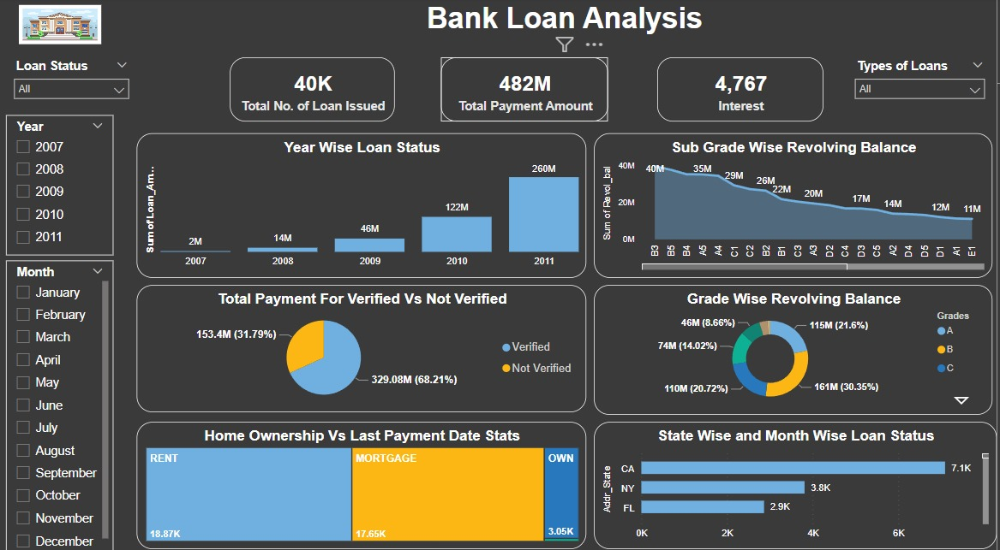 Bank Loan Analysis
Loan Status
All
40K
Total No. of Loan Issued
482M
Total Payment Amount
4,767
Interest
Types of Loans
All
Year
2007
2008
2009
2010
2011
Month
January
February
March
April
May
June
July
August
September
October
November
December
Year Wise Loan Status
Sum of Loan_Am...
2M
14M
46M
122M
260M
2007 2008 2009 2010 2011
Sub Grade Wise Revolving Balance
Sum of Revol_bal
40M
20M
0M
40M 35M 29M 26M 22M 20M 17M 14M 12M 11M
B3 B5 B4 A5 A4 C1 C2 B2 B1 C3 A3 D2 C4 D3 C5 A2 D4 D5 D1 A1 E1
Total Payment For Verified Vs Not Verified
153.4M (31.79%)
329.08M (68.21%)
Verified
Not Verified
Grade Wise Revolving Balance
46M (8.66%)
115M (21.6%)
74M (14.02%)
110M (20.72%)
161M (30.35%)
Grades
A
B
C
Home Ownership Vs Last Payment Date Stats
RENT
18.87K
MORTGAGE
17.65K
OWN
3.05K
State Wise and Month Wise Loan Status
Addr_State
CA 7.1K
NY 3.8K
FL 2.9K
0K 2K 4K 6K